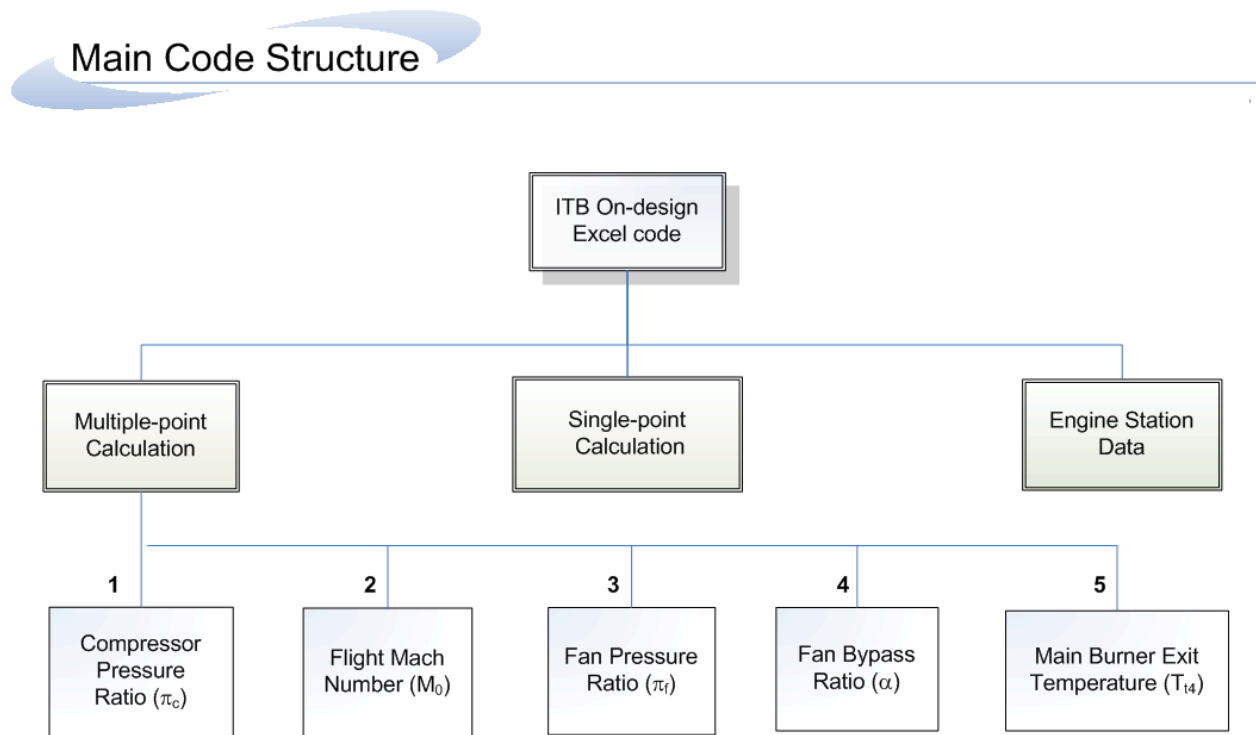 Main Code Structure
ITB On-design
Excel code
Multiple-point
Calculation
Single-point
Calculation
Engine Station
Data
1
2
3
4
5
Compressor
Pressure
Ratio (πc)
Flight Mach
Number (M0)
Fan Pressure
Ratio (πf)
Fan Bypass
Ratio (α)
Main Burner Exit
Temperature (Tt4)